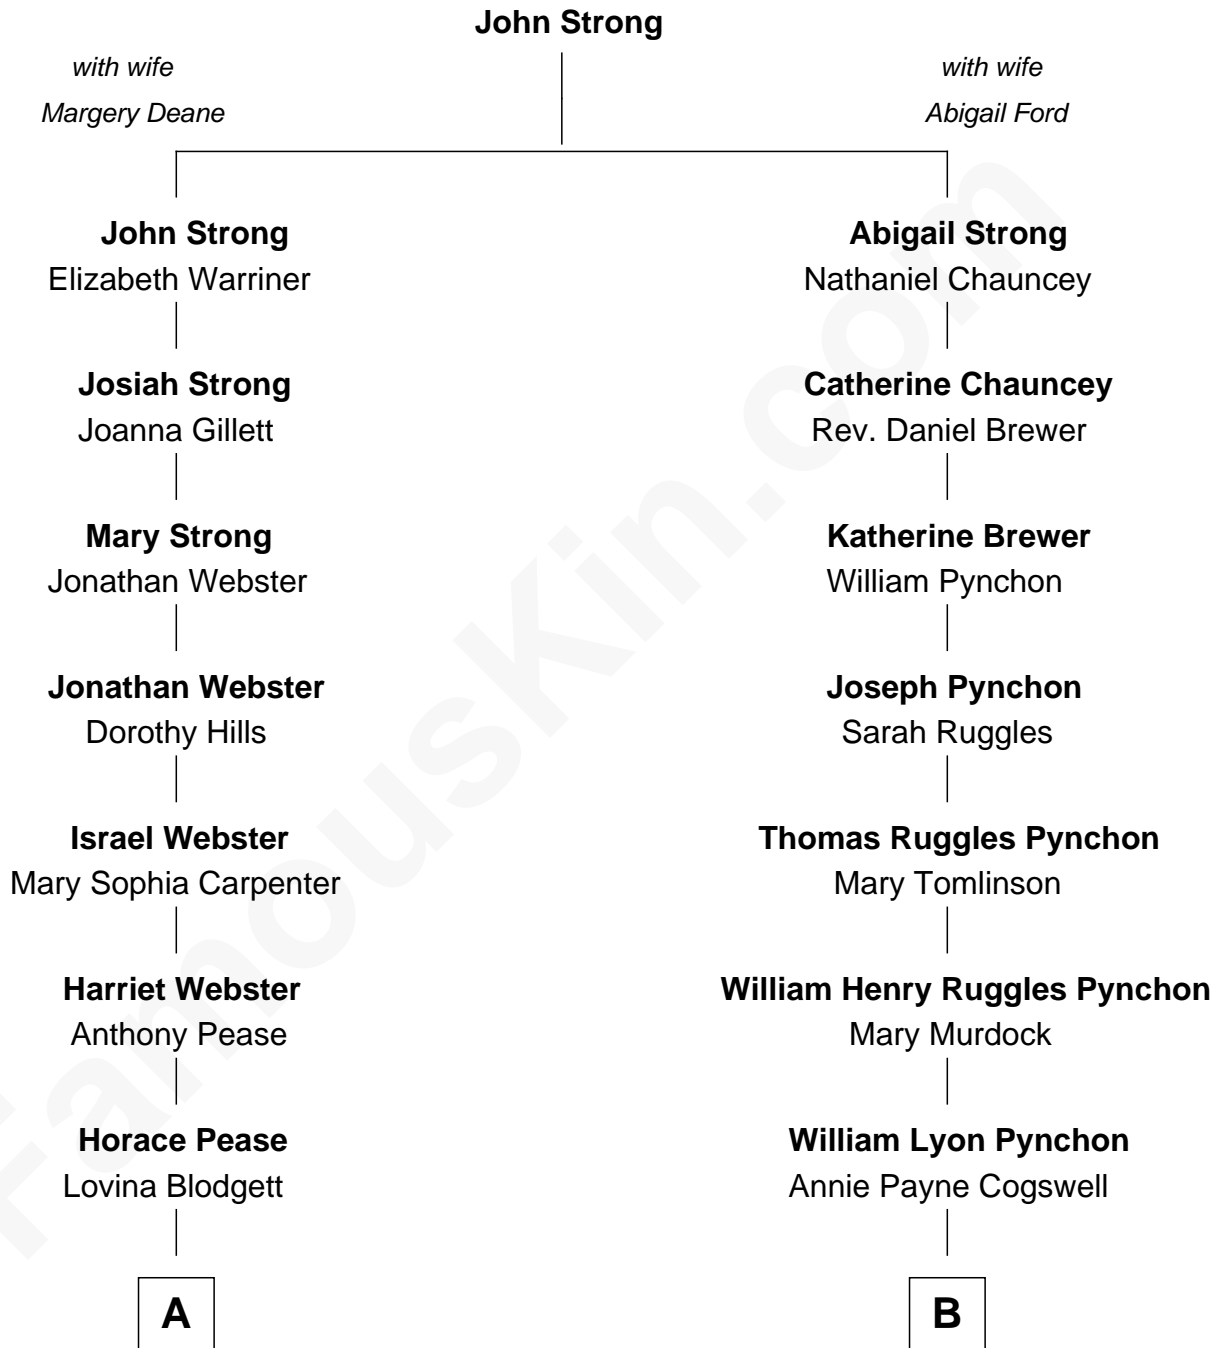 John Strong
with wife
Margery Deane
with wife
Abigail Ford
John Strong
Elizabeth Warriner
Abigail Strong
Nathaniel Chauncey
Josiah Strong
Joanna Gillett
Catherine Chauncey
Rev. Daniel Brewer
Mary Strong
Jonathan Webster
Katherine Brewer
William Pynchon
Jonathan Webster
Dorothy Hills
Joseph Pynchon
Sarah Ruggles
Israel Webster
Mary Sophia Carpenter
Thomas Ruggles Pynchon
Mary Tomlinson
Harriet Webster
Anthony Pease
William Henry Ruggles Pynchon
Mary Murdock
Horace Pease
Lovina Blodgett
William Lyon Pynchon
Annie Payne Cogswell
A
B
FamousKin.com